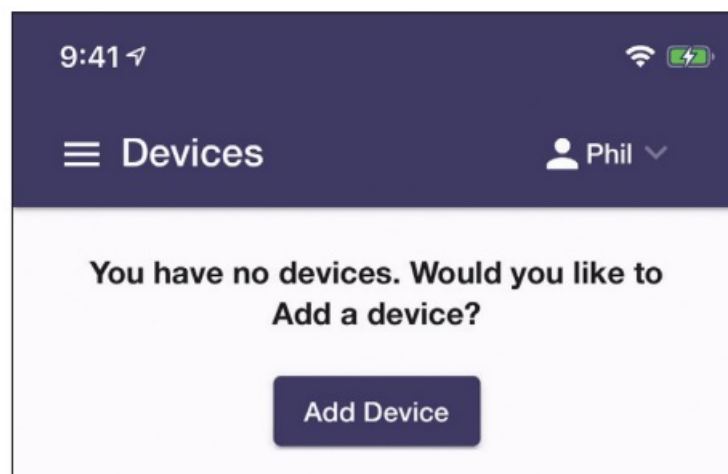 9:41
Devices
Phil
You have no devices. Would you like to
Add a device?
Add Device